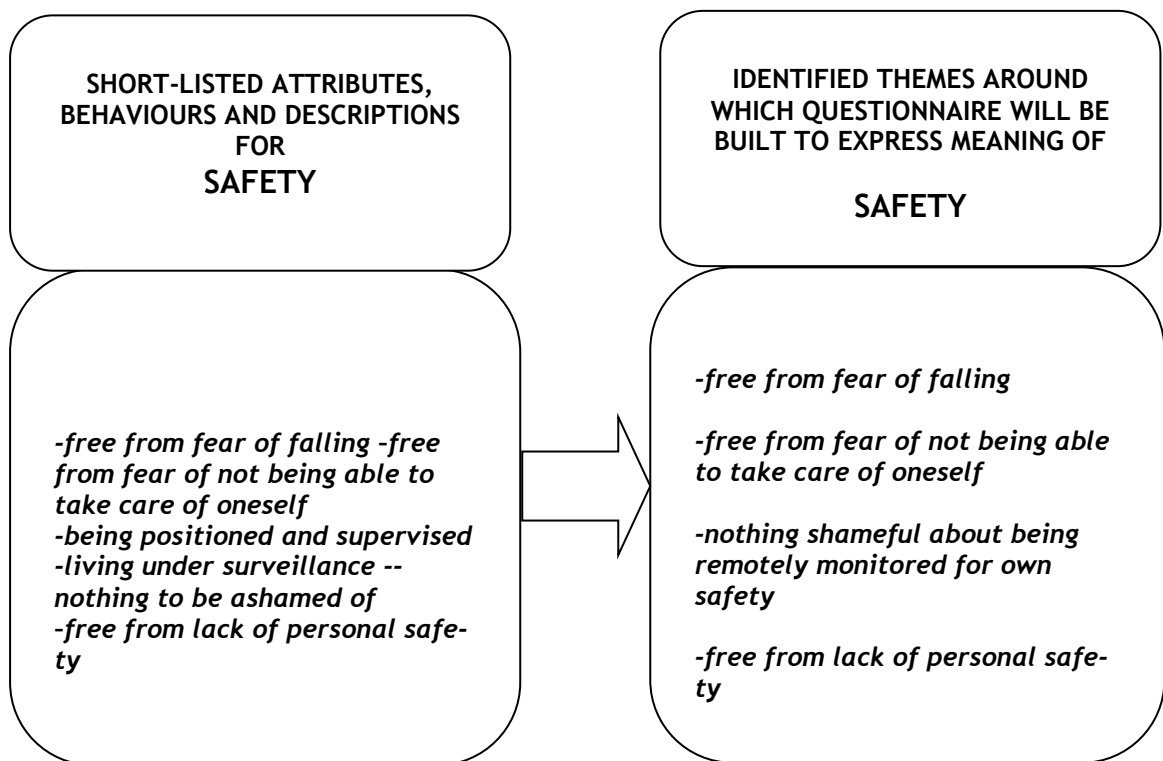 SHORT-LISTED ATTRIBUTES,
BEHAVIOURS AND DESCRIPTIONS
FOR
SAFETY
-free from fear of falling -free
from fear of not being able to
take care of oneself
-being positioned and supervised
-living under surveillance --
nothing to be ashamed of
-free from lack of personal safe-
ty
IDENTIFIED THEMES AROUND
WHICH QUESTIONNAIRE WILL BE
BUILT TO EXPRESS MEANING OF
SAFETY
-free from fear of falling
-free from fear of not being able
to take care of oneself
-nothing shameful about being
remotely monitored for own
safety
-free from lack of personal safe-
ty